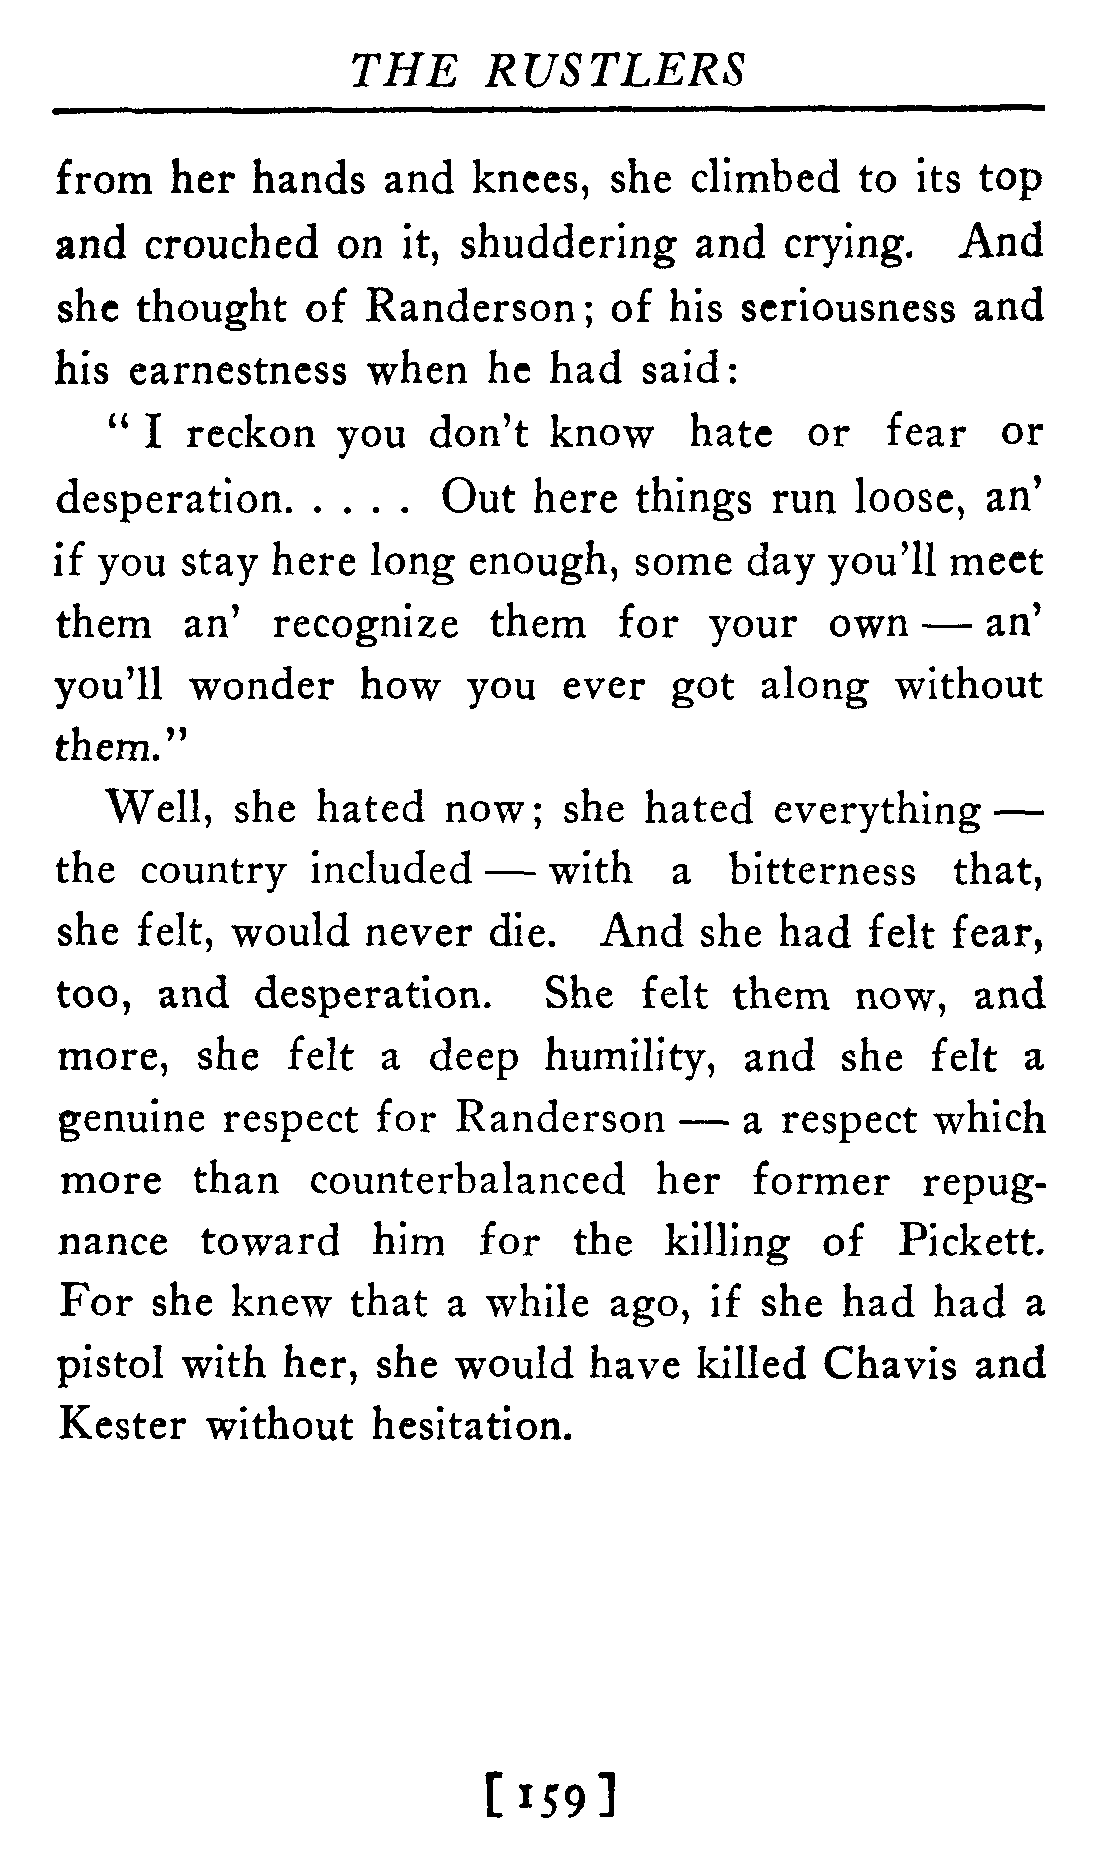 THE RUSTLERS
from her hands and knees, she climbed to its top
and crouched on it, shuddering and crying. And
she thought of Randerson; of his seriousness and
his earnestness when he had said:
" I reckon you don't know hate or fear or
desperation. . . . . Out here things run loose, an'
if you stay here long enough, some day you'll meet
them an' recognize them for your own — an'
you'll wonder how you ever got along without
them."
Well, she hated now; she hated everything —
the country included — with a bitterness that,
she felt, would never die. And she had felt fear,
too, and desperation. She felt them now, and
more, she felt a deep humility, and she felt a
genuine respect for Randerson — a respect which
more than counterbalanced her former repug-
nance toward him for the killing of Pickett.
For she knew that a while ago, if she had had a
pistol with her, she would have killed Chavis and
Kester without hesitation.
[ 159 ]